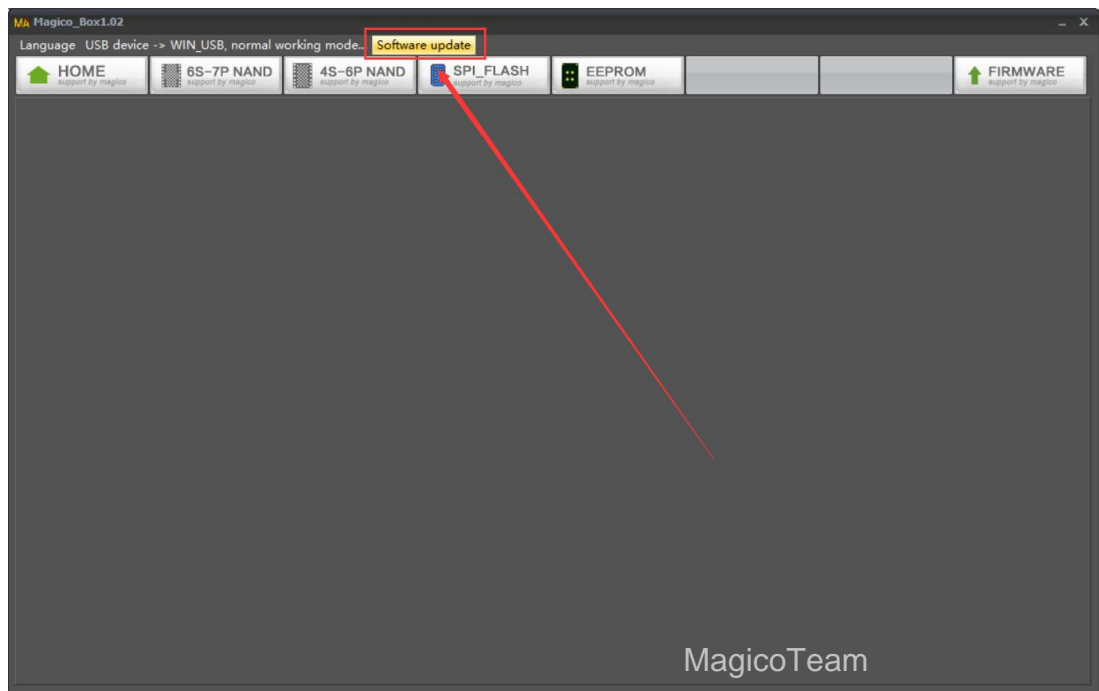 MA Magico_Box1.02
Language USB device -> WIN_USB, normal working mode.. Software update
HOME
support by magico
6S-7P NAND
support by magico
4S-6P NAND
support by magico
SPI_FLASH
support by magico
EEPROM
support by magico
FIRMWARE
support by magico
MagicoTeam